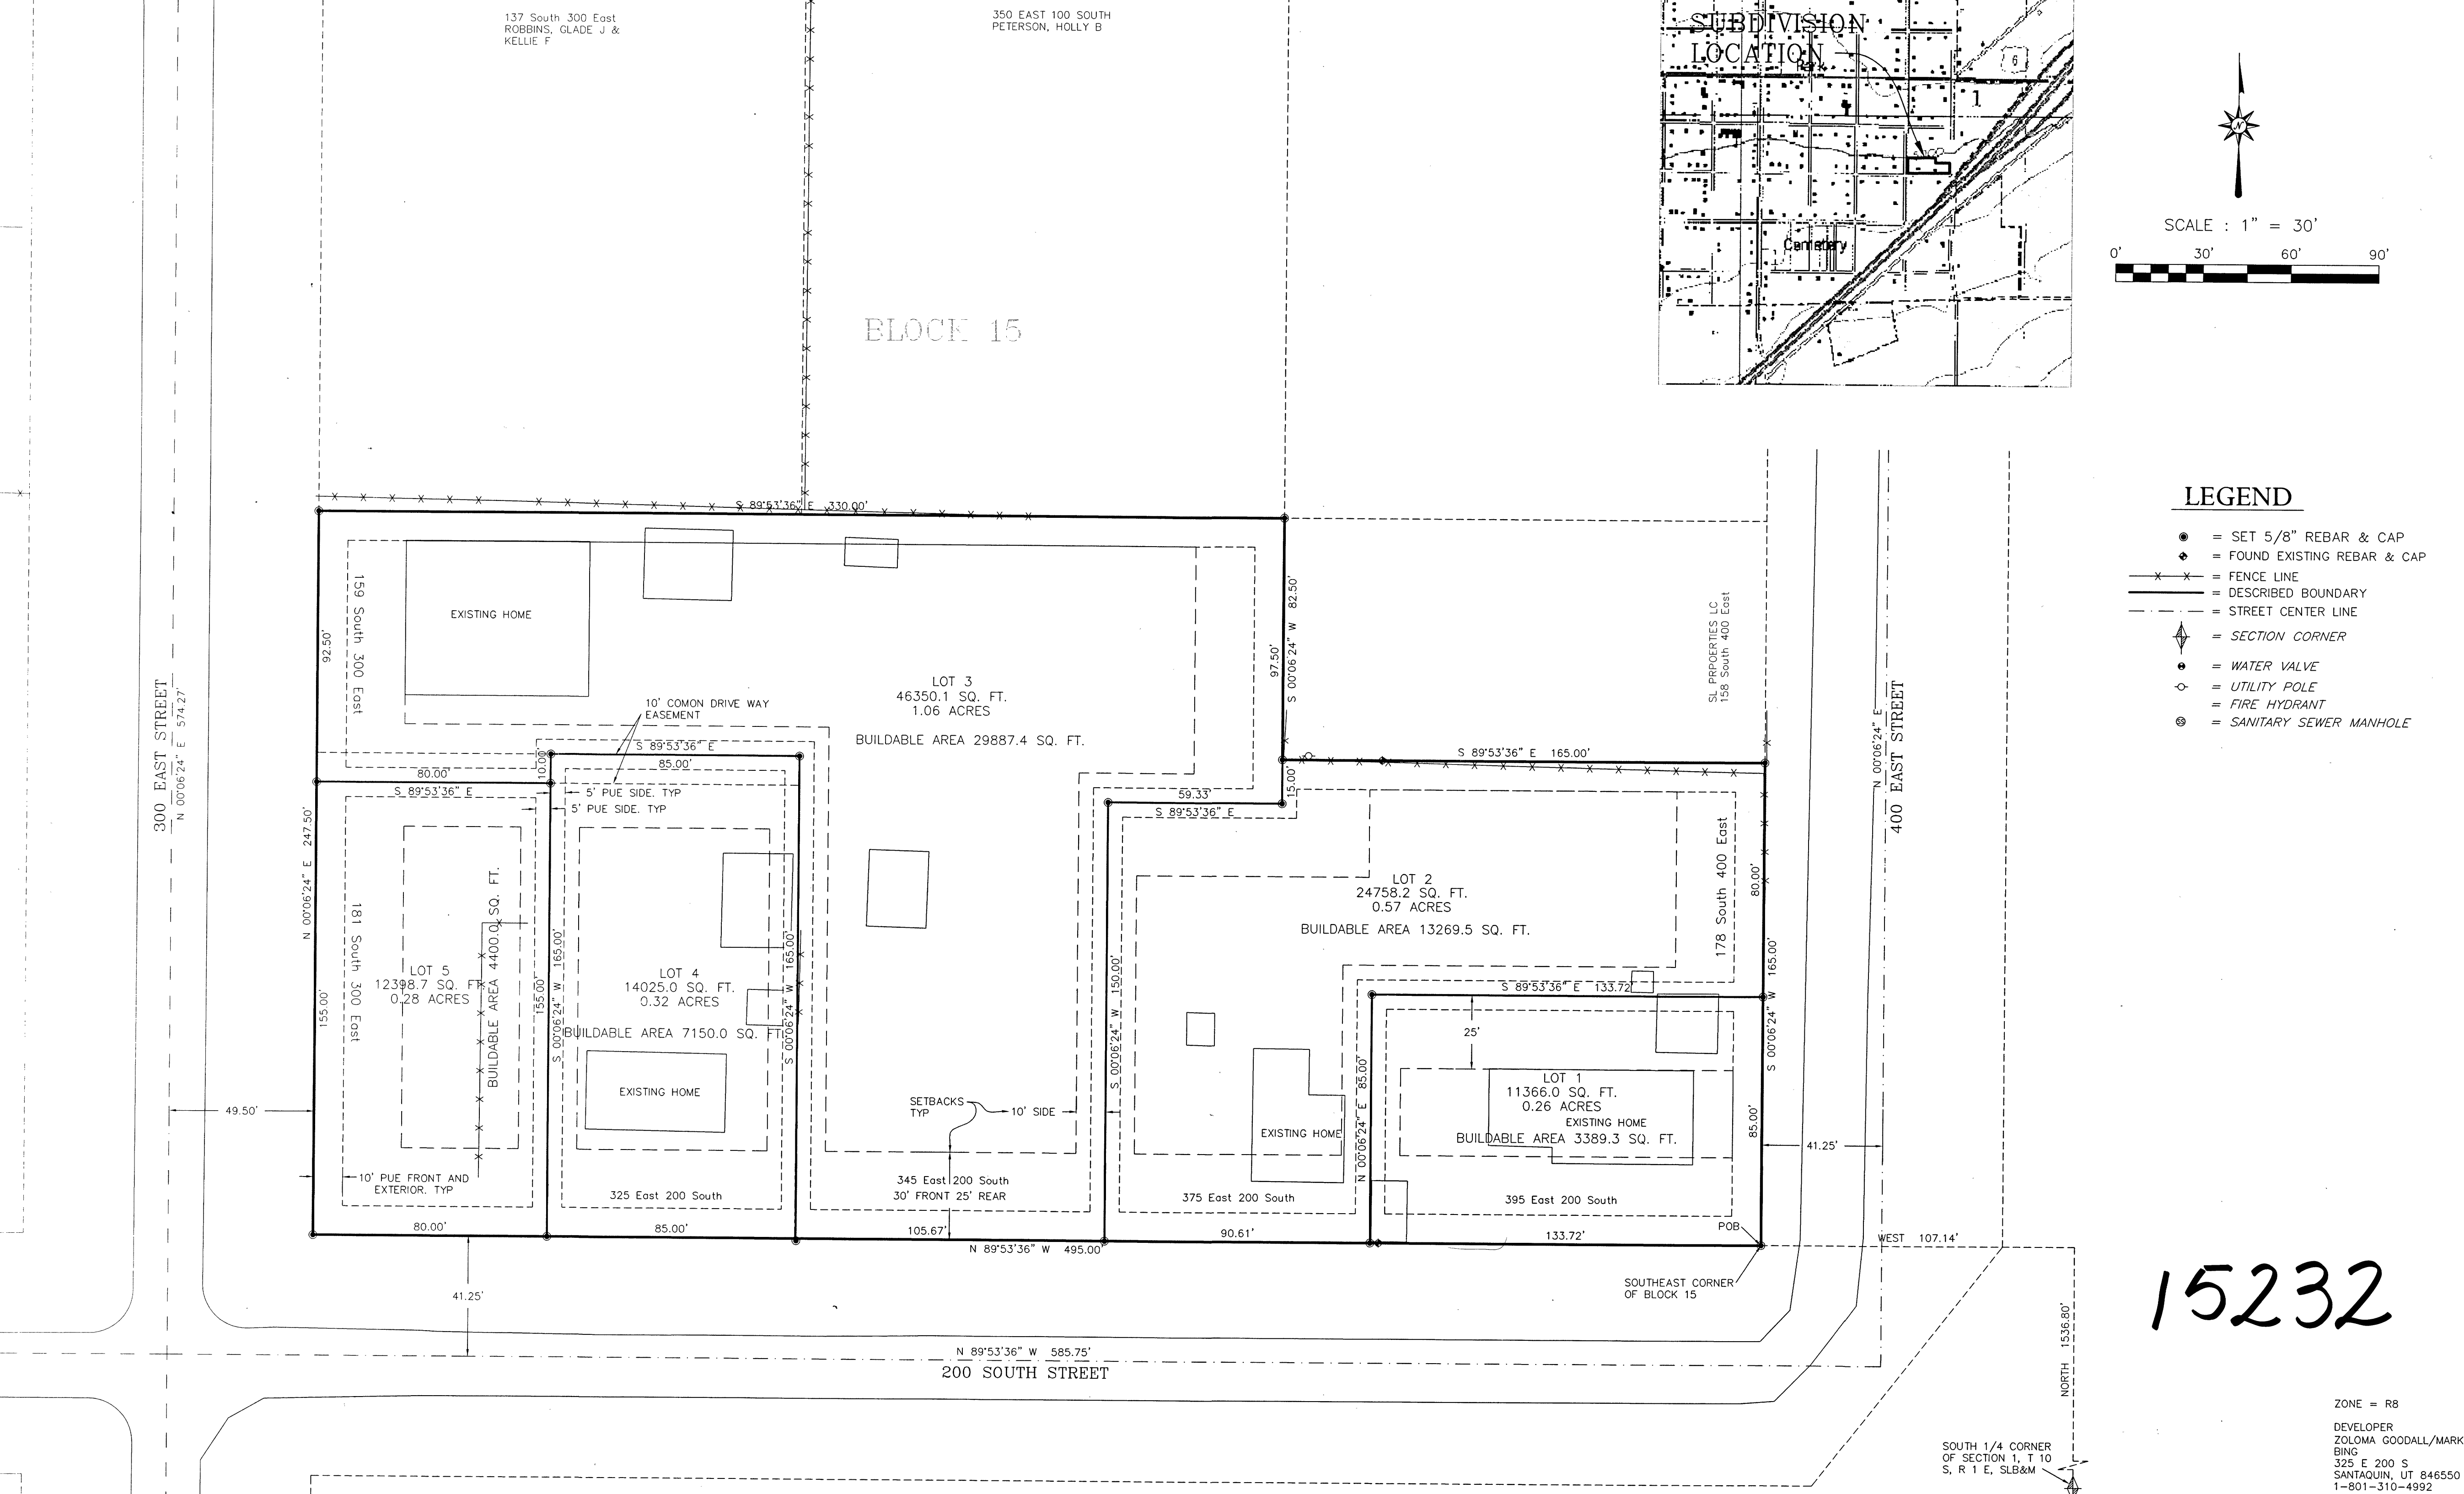 137 South 300 East
ROBBINS, GLADE J &
KELLIE F
350 EAST 100 SOUTH
PETERSON, HOLLY B
SUBDIVISION
LOCATION
Park
6
1
Cemetery
N
SCALE : 1" = 30'
0' 30' 60' 90'
BLOCK 15
LEGEND
= SET 5/8" REBAR & CAP
= FOUND EXISTING REBAR & CAP
= FENCE LINE
= DESCRIBED BOUNDARY
= STREET CENTER LINE
= SECTION CORNER
= WATER VALVE
= UTILITY POLE
= FIRE HYDRANT
= SANITARY SEWER MANHOLE
S 89°53'36" E 330.00'
159 South 300 East
92.50'
EXISTING HOME
300 EAST STREET
N 00°06'24" E 574.27'
LOT 3
46350.1 SQ. FT.
1.06 ACRES
BUILDABLE AREA 29887.4 SQ. FT.
10' COMON DRIVE WAY
EASEMENT
97.50'
S 00°06'24" W 82.50'
SL PRPOERTIES LC
158 South 400 East
400 EAST STREET
N 00°06'24" E
S 89°53'36" E
85.00'
10.00'
80.00'
S 89°53'36" E
5' PUE SIDE. TYP
5' PUE SIDE. TYP
S 89°53'36" E 165.00'
15.00'
59.33'
S 89°53'36" E
N 00°06'24" E 247.50'
155.00'
181 South 300 East
LOT 5
12398.7 SQ. FT.
0.28 ACRES
BUILDABLE AREA 4400.0 SQ. FT.
155.00'
S 00°06'24" W 165.00'
LOT 4
14025.0 SQ. FT.
0.32 ACRES
BUILDABLE AREA 7150.0 SQ. FT.
EXISTING HOME
S 00°06'24" W 165.00'
S 00°06'24" W 150.00'
LOT 2
24758.2 SQ. FT.
0.57 ACRES
BUILDABLE AREA 13269.5 SQ. FT.
178 South 400 East
80.00'
S 00°06'24" W 165.00'
S 89°53'36" E 133.72'
25'
N 00°06'24" E 85.00'
LOT 1
11366.0 SQ. FT.
0.26 ACRES
EXISTING HOME
BUILDABLE AREA 3389.3 SQ. FT.
85.00'
EXISTING HOME
49.50'
41.25'
SETBACKS
TYP
10' SIDE
10' PUE FRONT AND
EXTERIOR. TYP
325 East 200 South
345 East 200 South
30' FRONT 25' REAR
375 East 200 South
395 East 200 South
80.00'
85.00'
105.67'
90.61'
133.72'
N 89°53'36" W 495.00'
POB
WEST 107.14'
SOUTHEAST CORNER
OF BLOCK 15
41.25'
N 89°53'36" W 585.75'
200 SOUTH STREET
NORTH 1536.80'
SOUTH 1/4 CORNER
OF SECTION 1, T 10
S, R 1 E, SLB&M
15232
ZONE = R8
DEVELOPER
ZOLOMA GOODALL/MARK
BING
325 E 200 S
SANTAQUIN, UT 846550
1-801-310-4992